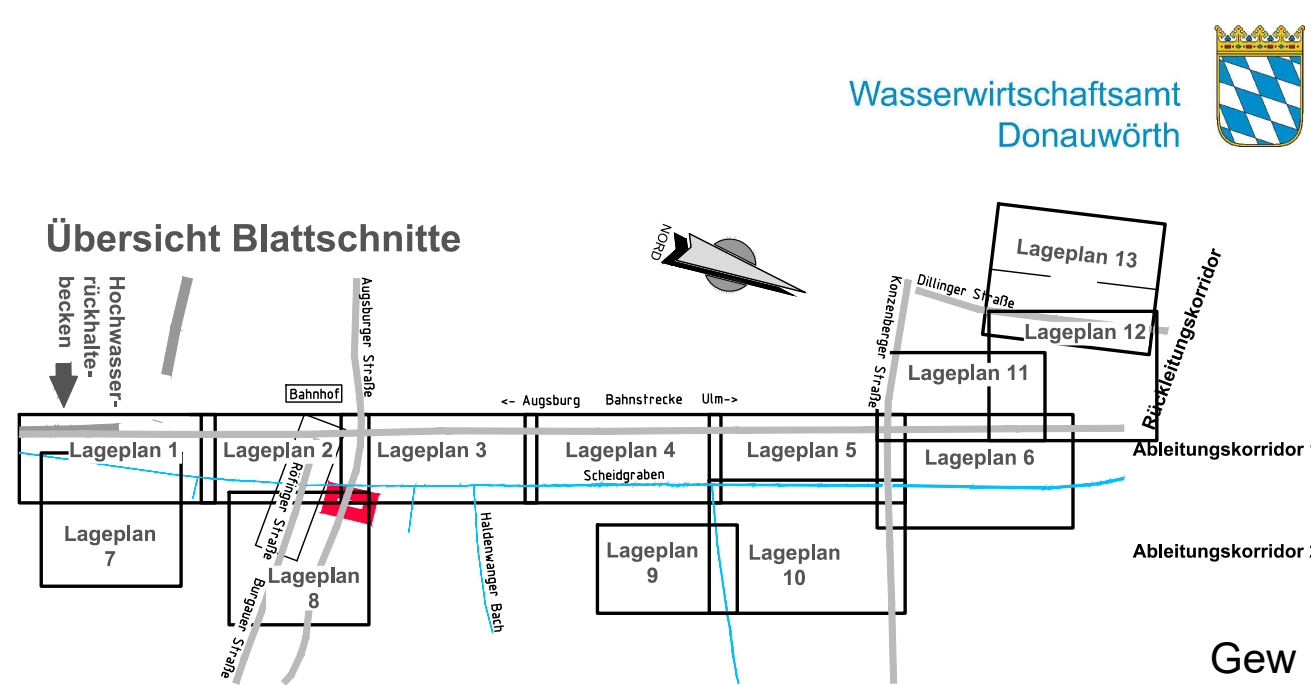 Wasserwirtschaftsamt
Donauwörth
Übersicht Blattschnitte
NORD
Hochwasser-
rückhalte-
becken
Augsburger Straße
Konzenberger Straße
Dillinger Straße
Lageplan 13
Lageplan 12
Rückleitungskorridor
Lageplan 11
Bahnhof
<- Augsburg Bahnstrecke Ulm->
Lageplan 1
Lageplan 2
Lageplan 3
Lageplan 4
Lageplan 5
Lageplan 6
Ableitungskorridor 1
Scheidgraben
Röfinger Straße
Haldenwanger Bach
Lageplan
7
Lageplan
8
Lageplan
9
Lageplan
10
Ableitungskorridor 2
Burgauer Straße
Gew